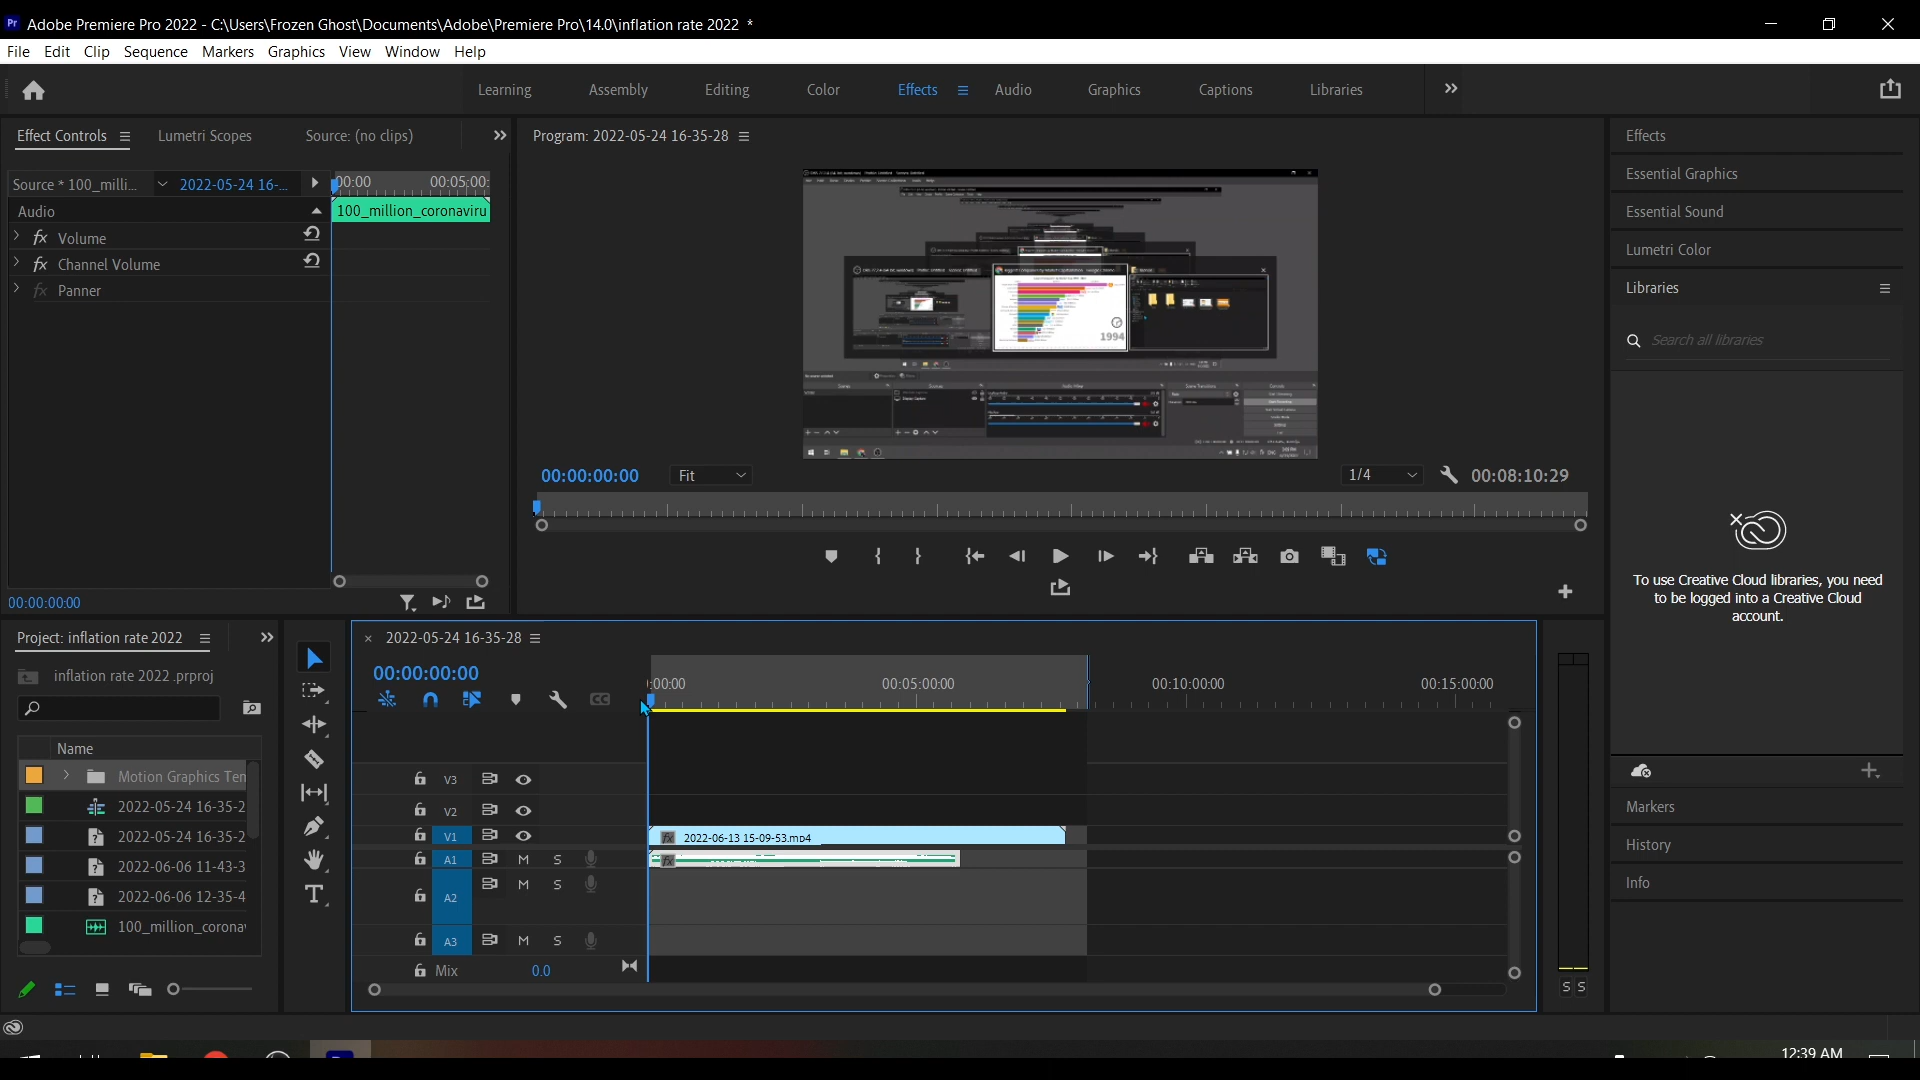 Pr Adobe Premiere Pro 2022 - C:\Users\Frozen Ghost\Documents\Adobe\Premiere Pro\14.0\inflation rate 2022 *
File Edit Clip Sequence Markers Graphics View Window Help
Learning Assembly Editing Color Effects Audio Graphics Captions Libraries
Effect Controls Lumetri Scopes Source: (no clips)
Program: 2022-05-24 16-35-28
Source * 100_milli... 2022-05-24 16-... 00:00 00:05:00:
Audio 100_million_coronaviru
fx Volume
fx Channel Volume
fx Panner
00:00:00:00
1994
00:00:00:00 Fit 1/4 00:08:10:29
Effects
Essential Graphics
Essential Sound
Lumetri Color
Libraries
Search all libraries
To use Creative Cloud libraries, you need
to be logged into a Creative Cloud
account.
Markers
History
Info
Project: inflation rate 2022
inflation rate 2022 .prproj
Name
Motion Graphics Tem
2022-05-24 16-35-2
2022-05-24 16-35-2
2022-06-06 11-43-3
2022-06-06 12-35-4
100_million_corona
× 2022-05-24 16-35-28
00:00:00:00
:00:00 00:05:00:00 00:10:00:00 00:15:00:00
CC
V3
V2
V1 fx 2022-06-13 15-09-53.mp4
A1 M S fx
A2 M S
A3 M S
Mix 0.0
S S
12:39 AM